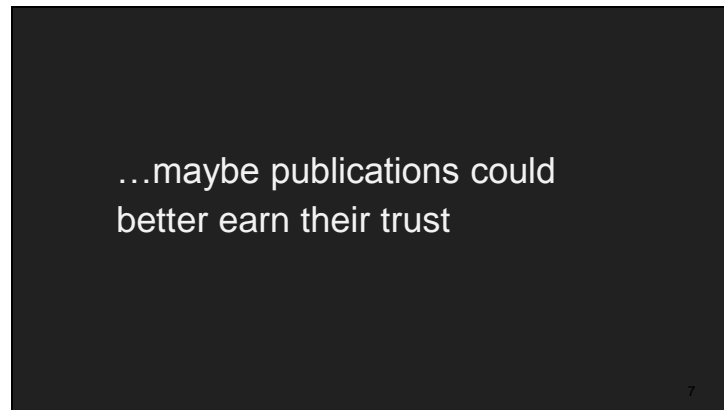 …maybe publications could
better earn their trust
7